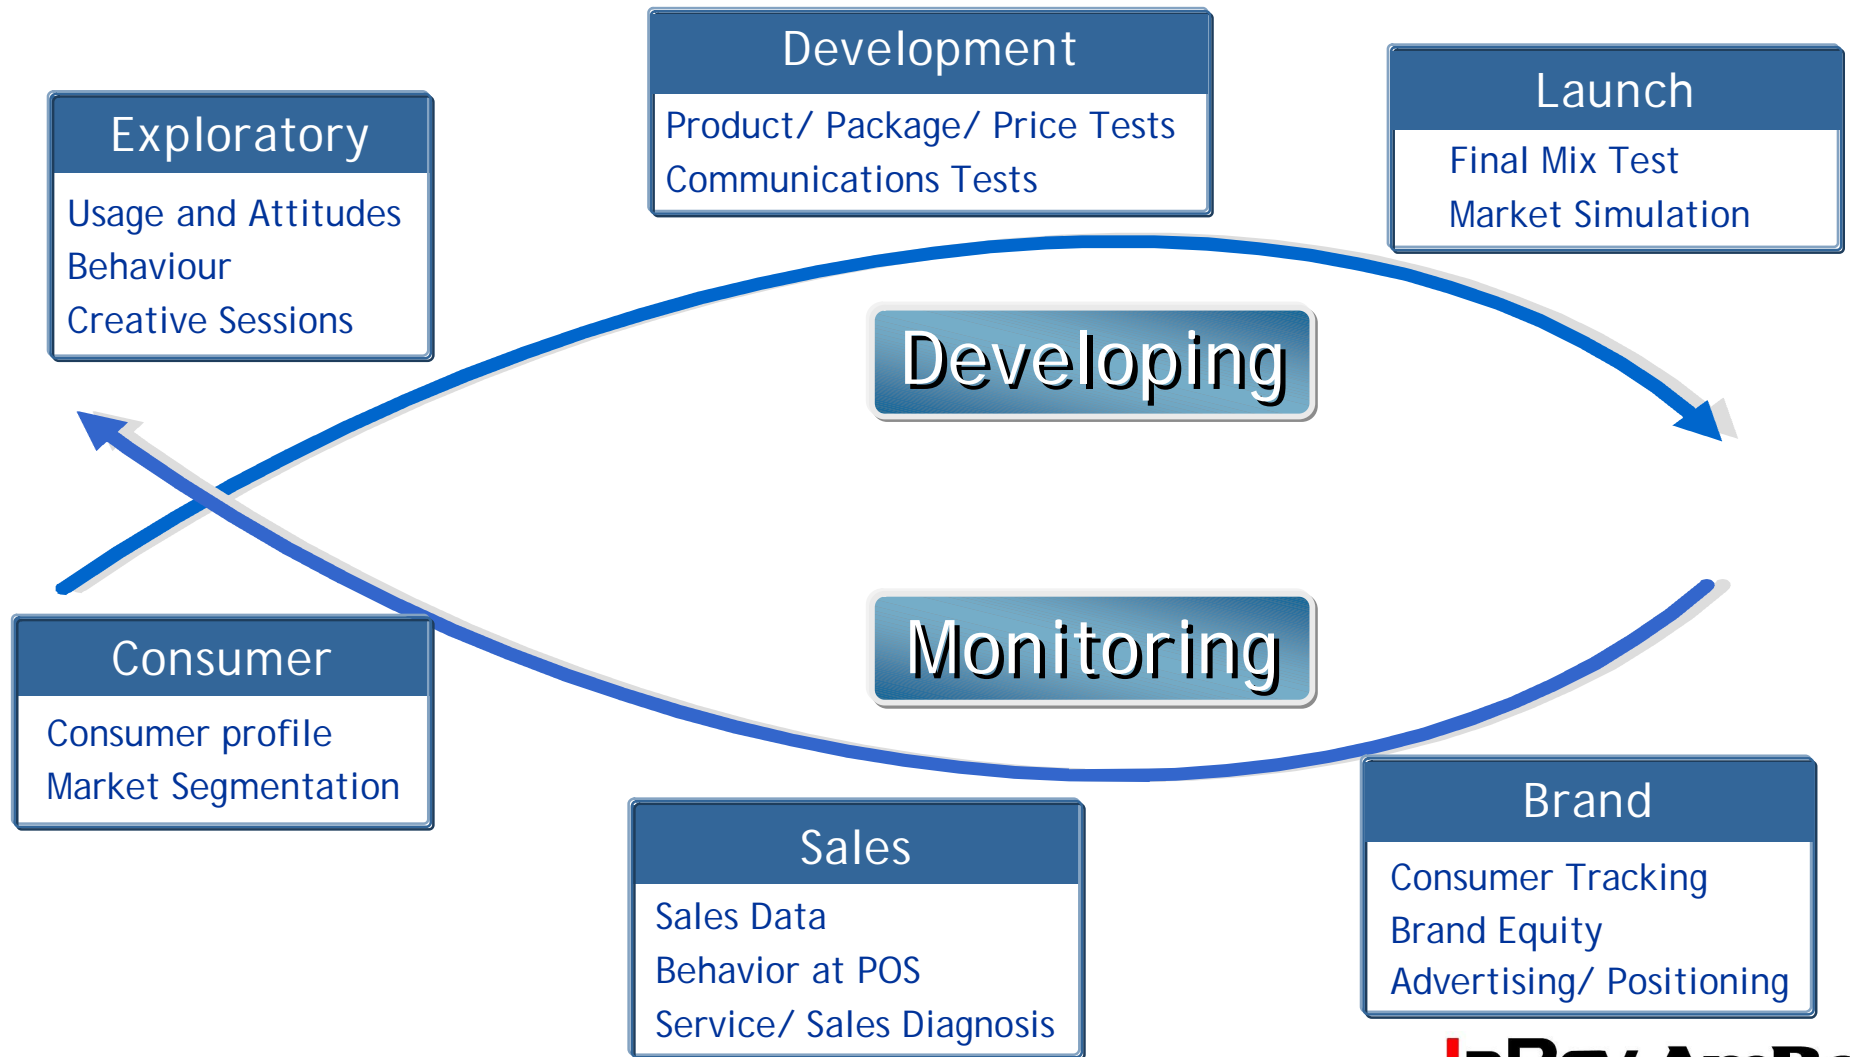 Development
Product/ Package/ Price Tests
Communications Tests
Launch
Final Mix Test
Market Simulation
Exploratory
Usage and Attitudes
Behaviour
Creative Sessions
Developing
Monitoring
Consumer
Consumer profile
Market Segmentation
Sales
Sales Data
Behavior at POS
Service/ Sales Diagnosis
Brand
Consumer Tracking
Brand Equity
Advertising/ Positioning